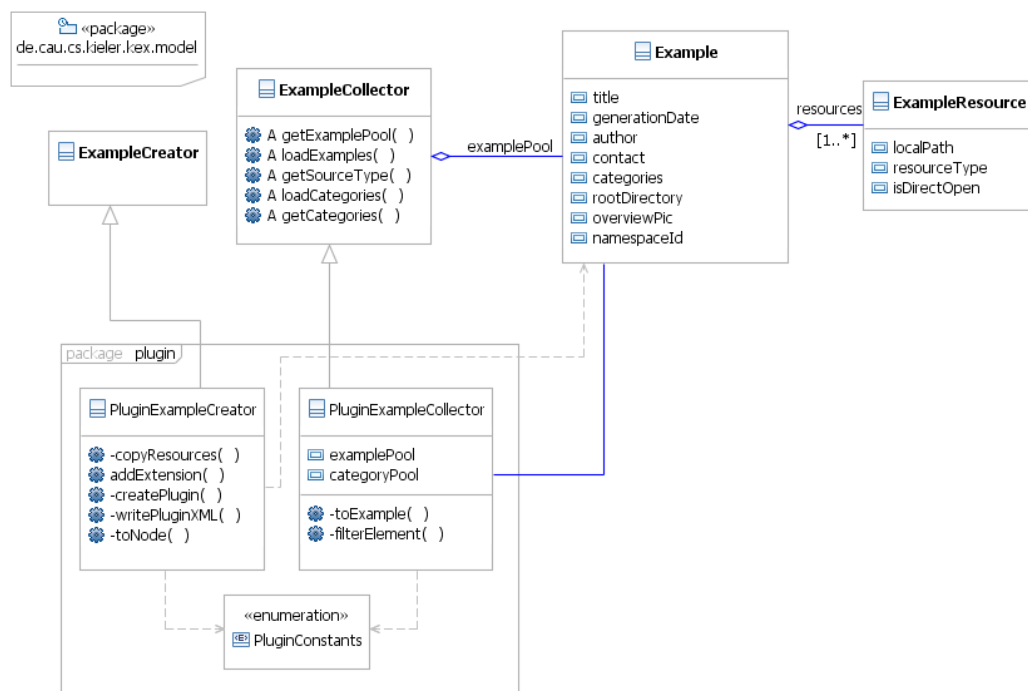 «package»
de.cau.cs.kieler.kex.model
ExampleCreator
ExampleCollector
A getExamplePool( )
A loadExamples( )
A getSourceType( )
A loadCategories( )
A getCategories( )
examplePool
Example
title
generationDate
author
contact
categories
rootDirectory
overviewPic
namespaceId
resources
[1..*]
ExampleResource
localPath
resourceType
isDirectOpen
package plugin
PluginExampleCreator
-copyResources( )
addExtension( )
-createPlugin( )
-writePluginXML( )
-toNode( )
PluginExampleCollector
examplePool
categoryPool
-toExample( )
-filterElement( )
«enumeration»
<E> PluginConstants